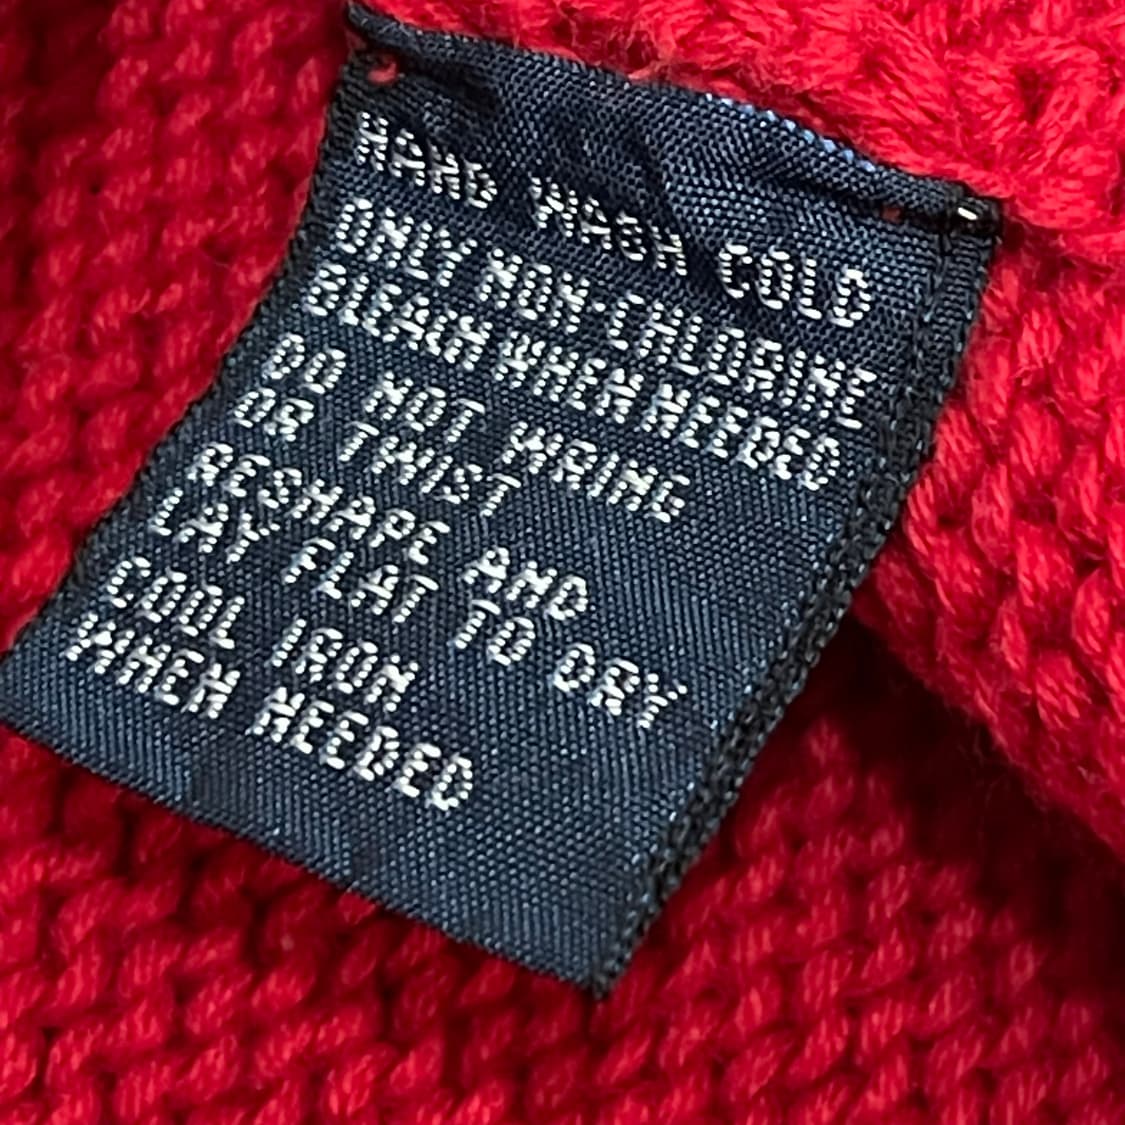 HAND WASH COLD
ONLY NON-CHLORINE
BLEACH WHEN NEEDED
DO NOT WRING
OR TWIST
RESHAPE AND
LAY FLAT TO DRY
COOL IRON
WHEN NEEDED